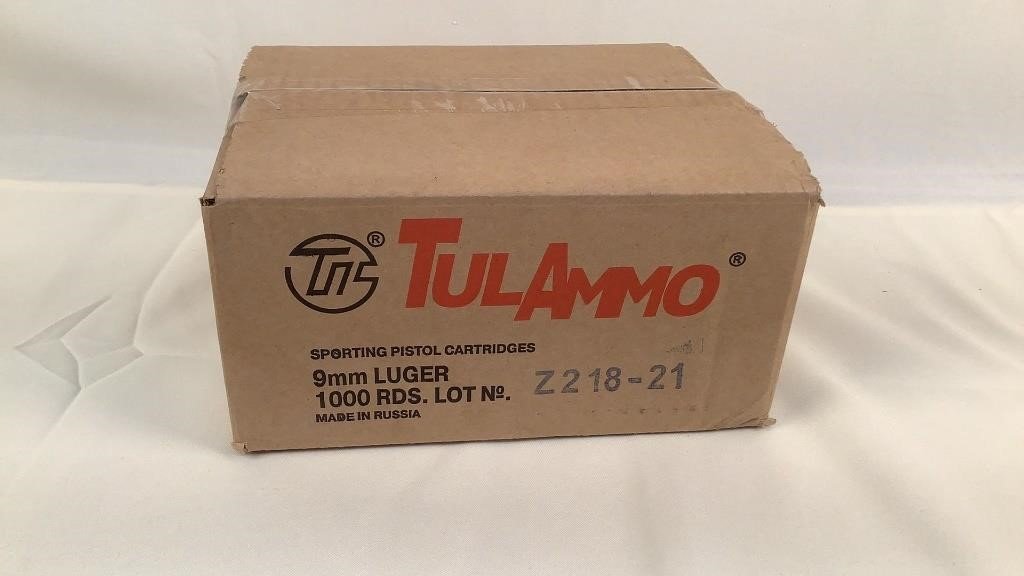 ® TULAMMO ®
SPORTING PISTOL CARTRIDGES
9mm LUGER
1000 RDS. LOT Nº. Z218-21
MADE IN RUSSIA